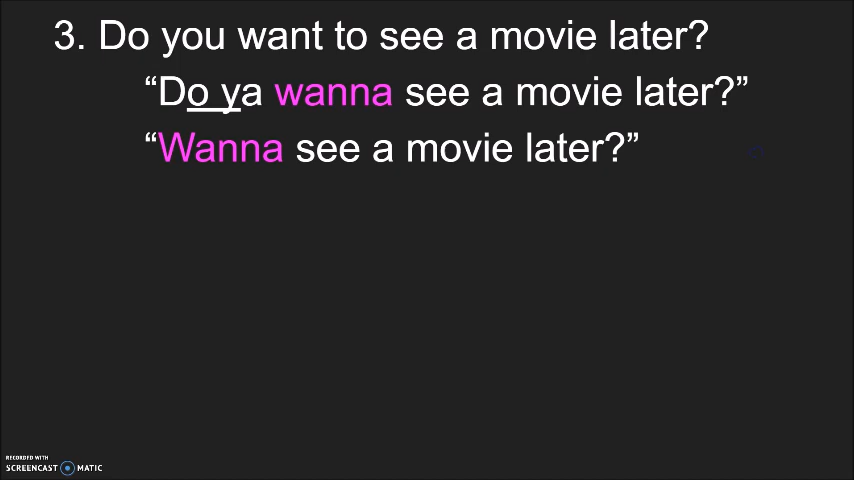 3. Do you want to see a movie later?
“Do ya wanna see a movie later?”
“Wanna see a movie later?”
RECORDED WITH
SCREENCAST MATIC